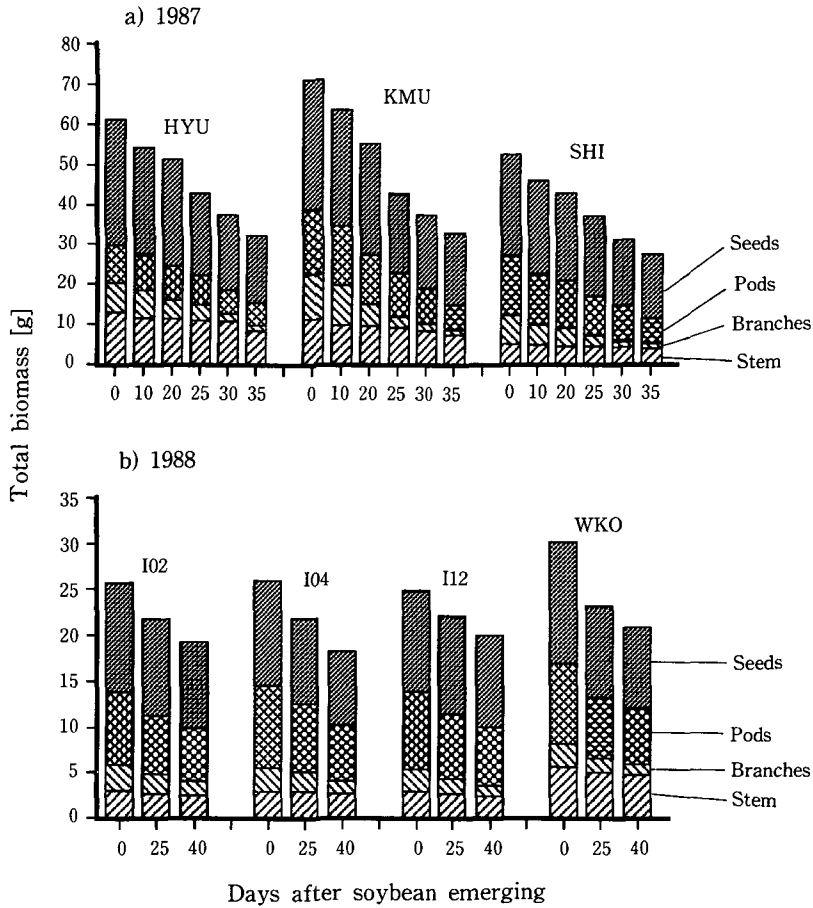 a) 1987
80
70
60
50
40
30
20
10
0
HYU
KMU
SHI
Seeds
Pods
Branches
Stem
0 10 20 25 30 35 0 10 20 25 30 35 0 10 20 25 30 35
Total biomass [g]
b) 1988
35
30
25
20
15
10
5
0
I02
I04
I12
WKO
Seeds
Pods
Branches
Stem
0 25 40 0 25 40 0 25 40 0 25 40
Days after soybean emerging